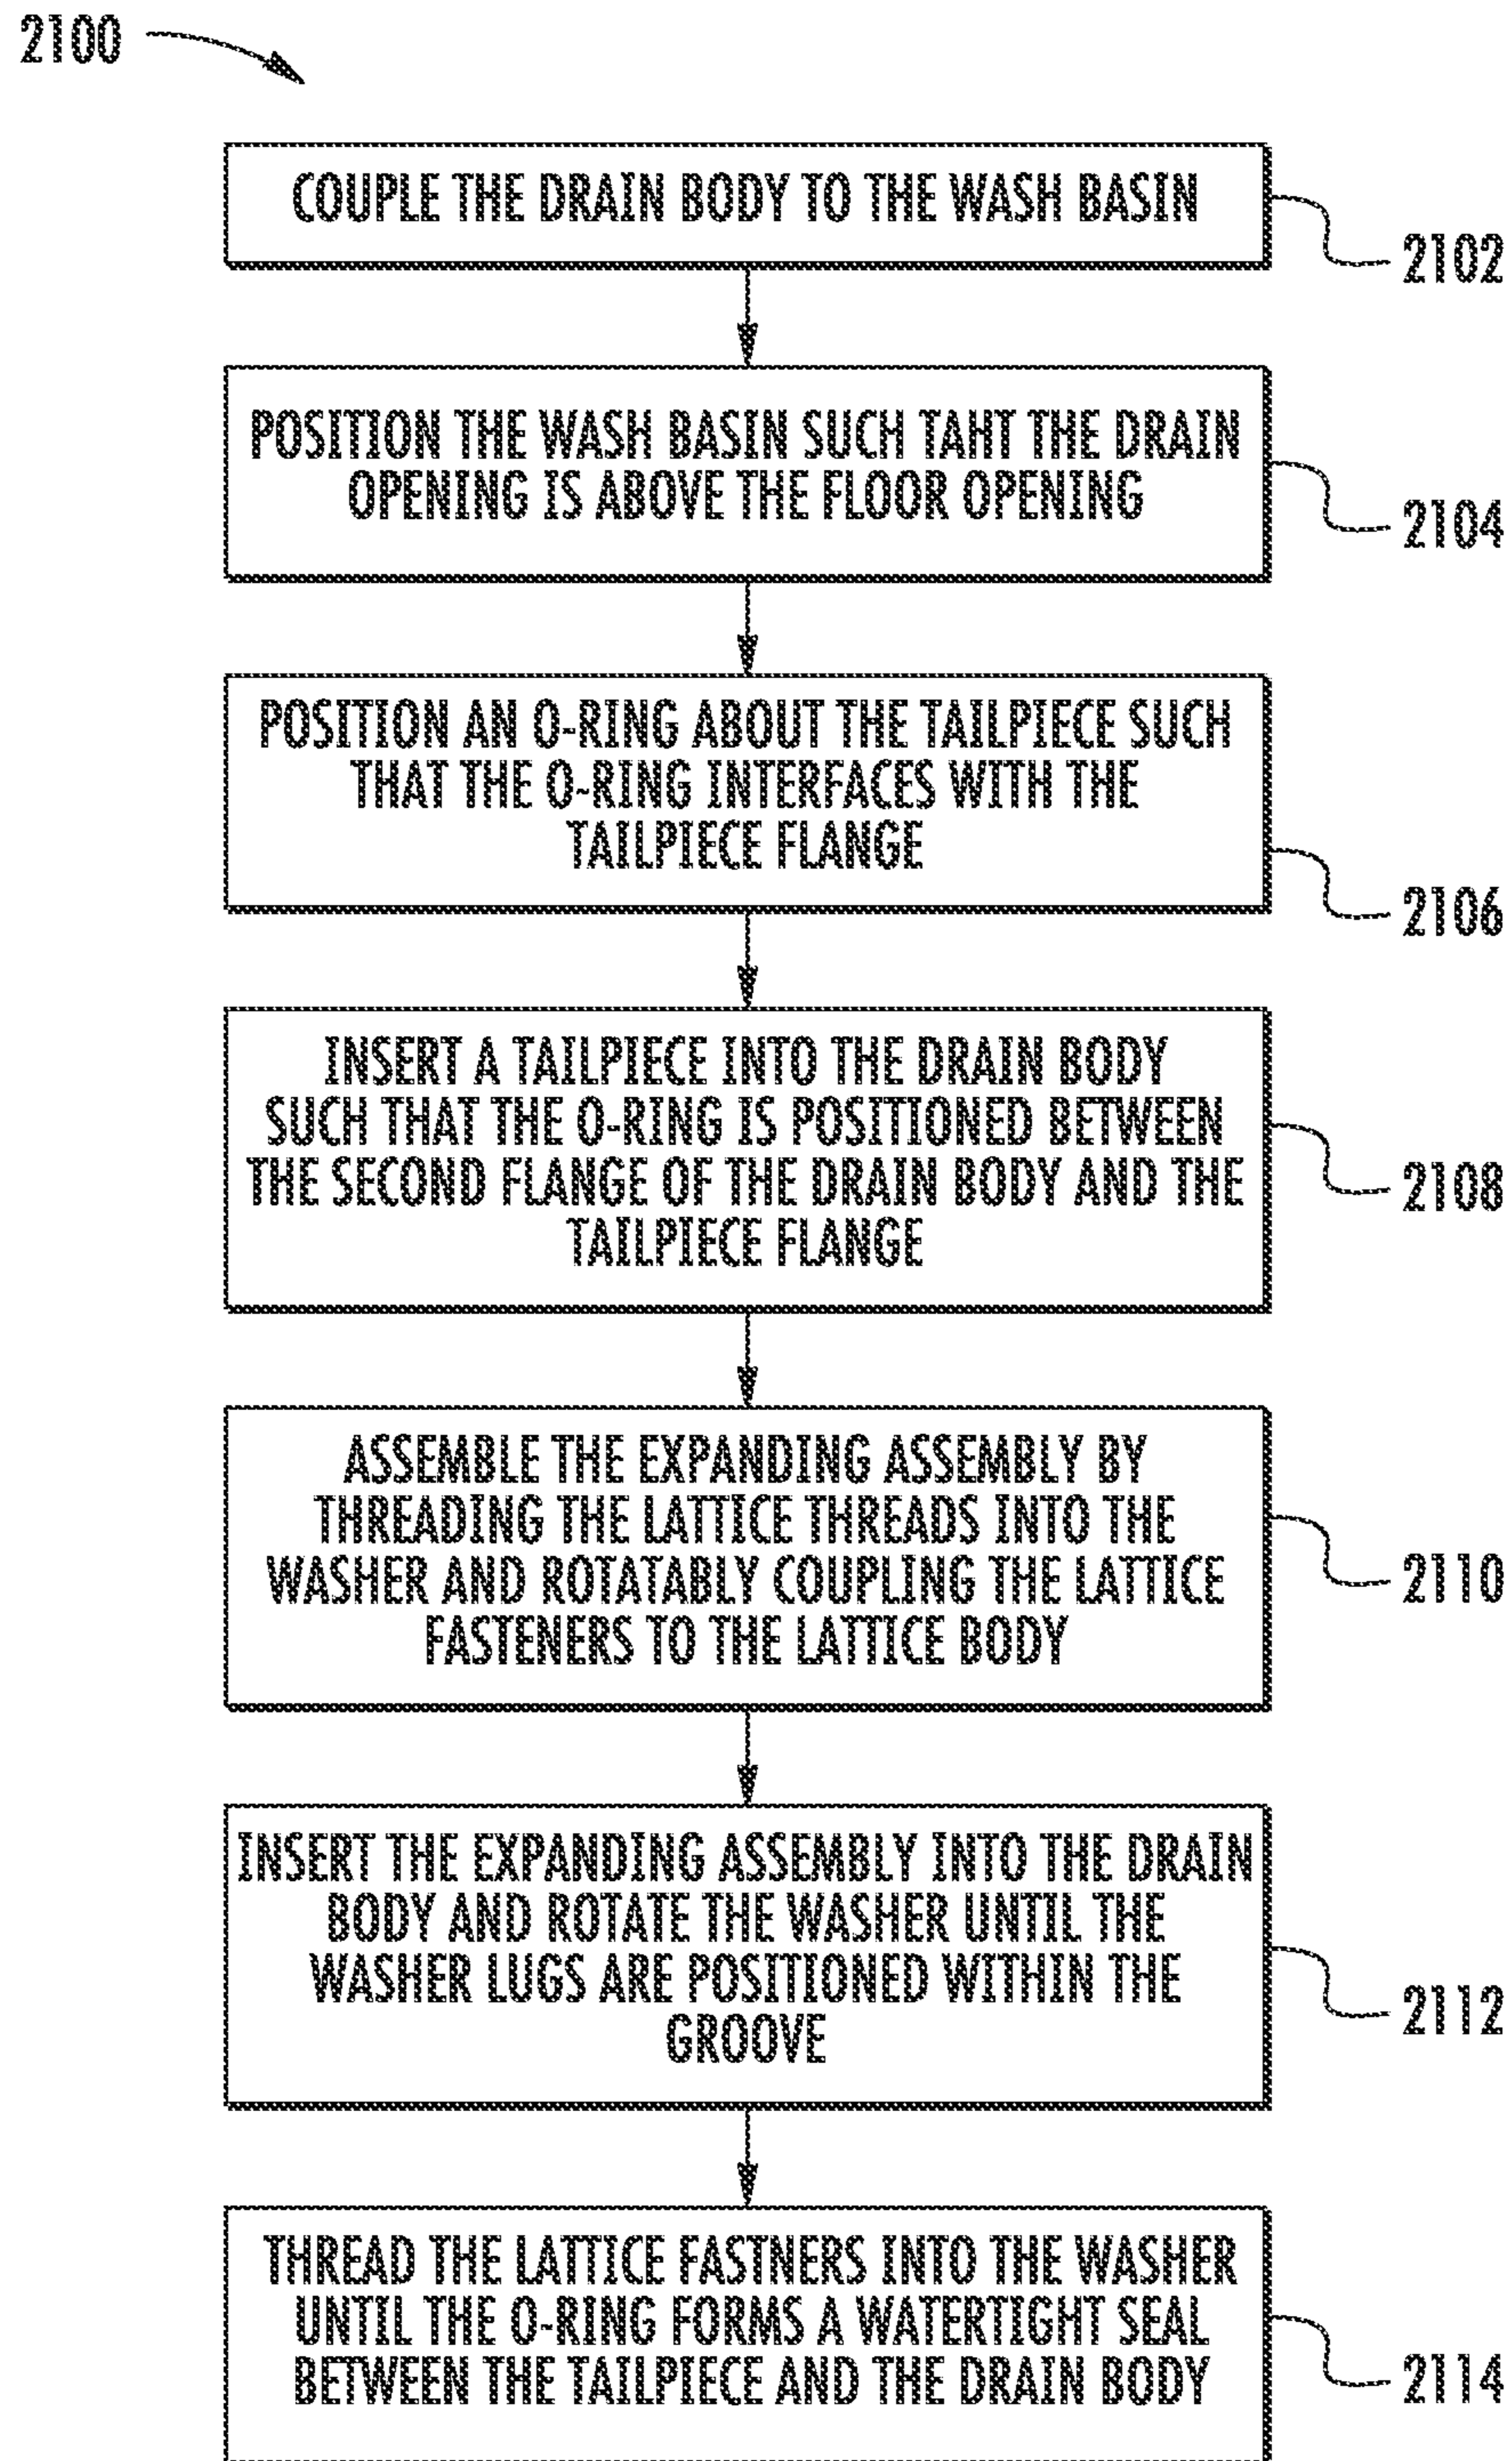 2100
COUPLE THE DRAIN BODY TO THE WASH BASIN
2102
POSITION THE WASH BASIN SUCH TAHT THE DRAIN
OPENING IS ABOVE THE FLOOR OPENING
2104
POSITION AN O-RING ABOUT THE TAILPIECE SUCH
THAT THE O-RING INTERFACES WITH THE
TAILPIECE FLANGE
2106
INSERT A TAILPIECE INTO THE DRAIN BODY
SUCH THAT THE O-RING IS POSITIONED BETWEEN
THE SECOND FLANGE OF THE DRAIN BODY AND THE
TAILPIECE FLANGE
2108
ASSEMBLE THE EXPANDING ASSEMBLY BY
THREADING THE LATTICE THREADS INTO THE
WASHER AND ROTATABLY COUPLING THE LATTICE
FASTENERS TO THE LATTICE BODY
2110
INSERT THE EXPANDING ASSEMBLY INTO THE DRAIN
BODY AND ROTATE THE WASHER UNTIL THE
WASHER LUGS ARE POSITIONED WITHIN THE
GROOVE
2112
THREAD THE LATTICE FASTNERS INTO THE WASHER
UNTIL THE O-RING FORMS A WATERTIGHT SEAL
BETWEEN THE TAILPIECE AND THE DRAIN BODY
2114